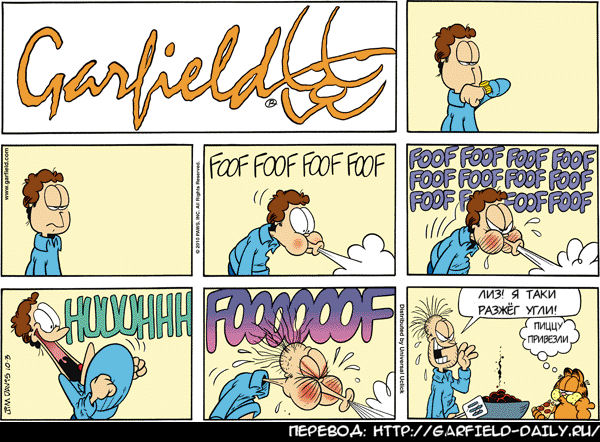 Garfield
®
www.garfield.com
© 2010 PAWS, INC. All Rights Reserved.
FOOF FOOF FOOF FOOF
FOOF FOOF FOOF FOOF
FOOF FOOF FOOF FOOF
FOOF FOOF FOOF FOOF
JIM DAVIS 10·3
HUUUHHH
FOOOOOOF
Distributed by Universal Uclick
ЛИЗ! Я ТАКИ
РАЗЖЁГ УГЛИ!
ПИЦЦУ
ПРИВЕЗЛИ
ПЕРЕВОД: HTTP://GARFIELD-DAILY.RU/